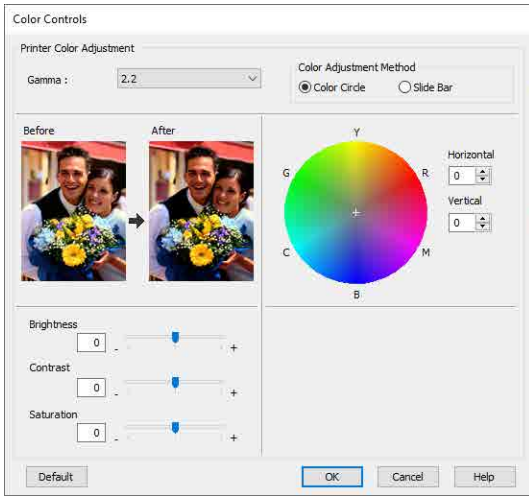 Color Controls
Printer Color Adjustment
Gamma :
2.2
Color Adjustment Method
Color Circle
Slide Bar
Before
After
Y
G
R
C
M
B
Horizontal
0
Vertical
0
Brightness
0
-
+
Contrast
0
-
+
Saturation
0
-
+
Default
OK
Cancel
Help